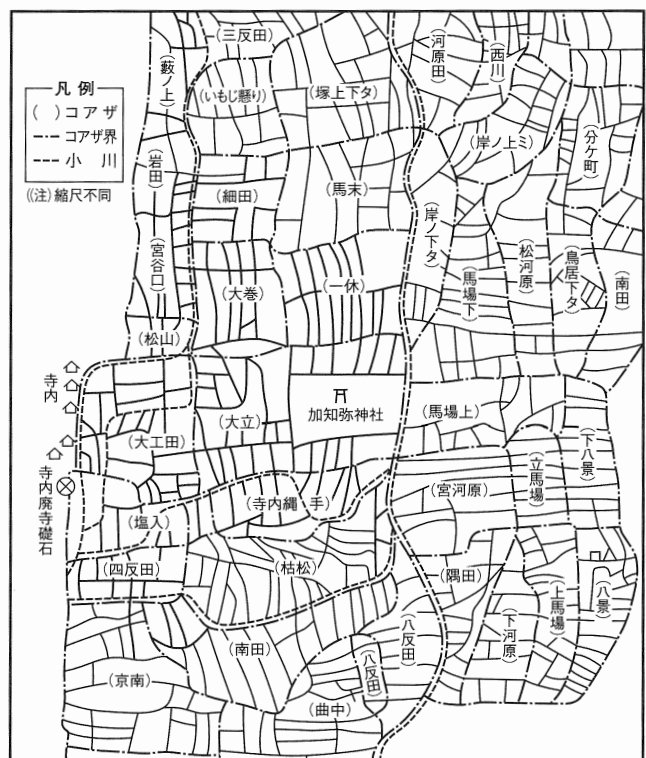 凡例
( )コアザ
コアザ界
小川
((注)縮尺不同
(三反田)
(藪ノ上)
(いもじ懸り)
(塚上下タ)
(河原田)
(西川)
(岸ノ上ミ)
(分ケ町)
(岩田)
(細田)
(馬末)
(岸ノ下タ)
(宮谷口)
(大巻)
(一休)
(馬場下)
(松河原)
(鳥居下タ)
(南田)
(松山)
寺内
(大工田)
(大立)
加知弥神社
(馬場上)
(下八景)
(立馬場)
(宮河原)
寺内廃寺礎石
(塩入)
(寺内縄手)
(四反田)
(枯松)
(隅田)
(上馬場)
(八景)
(下河原)
(八反田)
(南田)
(八反田)
(京南)
(曲中)